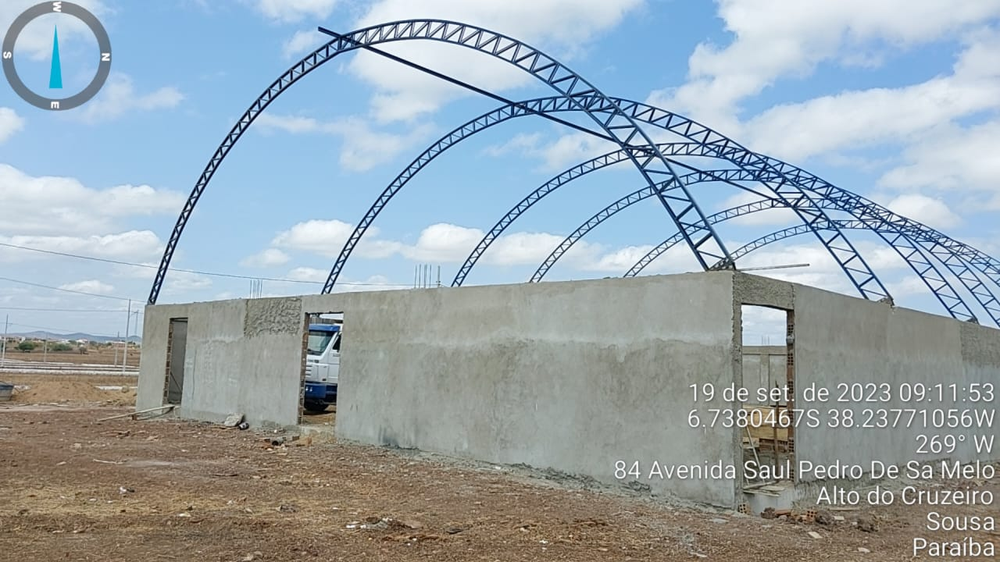 W
S
N
E
19 de set. de 2023 09:11:53
6.7380467S 38.23771056W
269° W
84 Avenida Saul Pedro De Sa Melo
Alto do Cruzeiro
Sousa
Paraíba